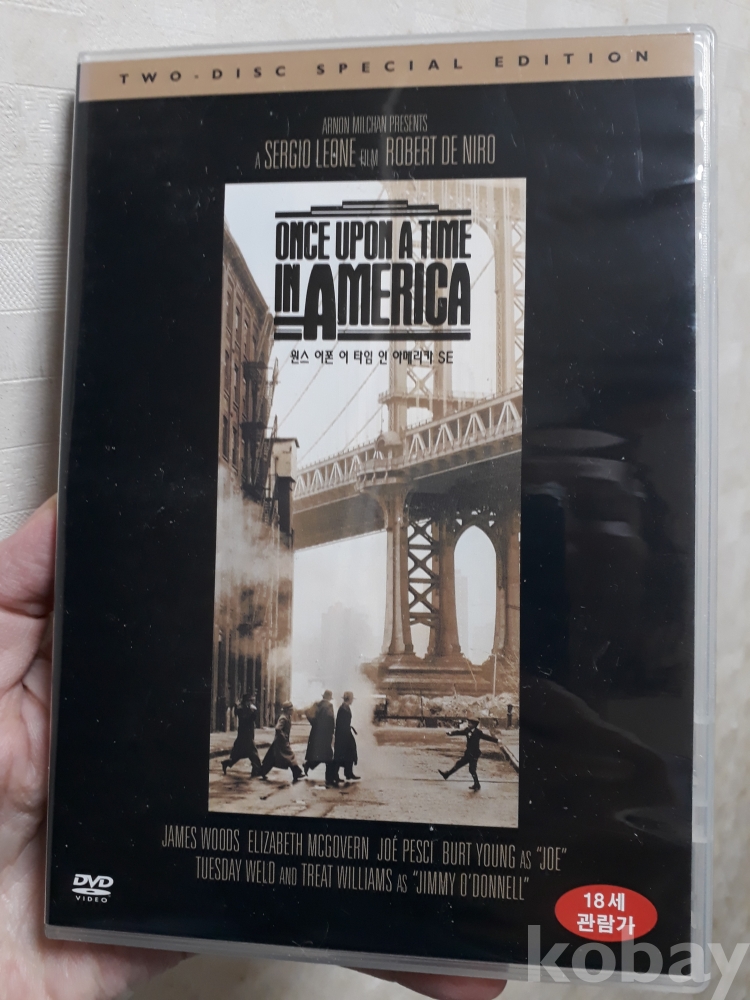 TWO-DISC SPECIAL EDITION
ARNON MILCHAN PRESENTS
A SERGIO LEONE FILM ROBERT DE NIRO
ONCE UPON A TIME
IN AMERICA
원스 어폰 어 타임 인 아메리카 SE
JAMES WOODS ELIZABETH MCGOVERN JOE PESCI BURT YOUNG AS "JOE"
TUESDAY WELD AND TREAT WILLIAMS AS "JIMMY O'DONNELL"
DVD
VIDEO
18세
관람가
kobay